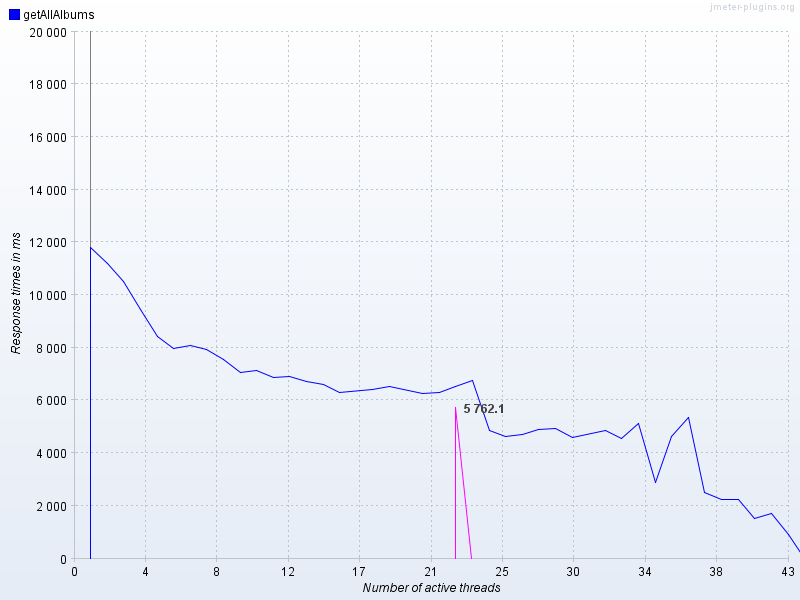 jmeter-plugins.org
getAllAlbums
20 000
18 000
16 000
14 000
12 000
10 000
8 000
6 000
4 000
2 000
0
Response times in ms
5 762.1
0 4 8 12 17 21 25 30 34 38 43
Number of active threads